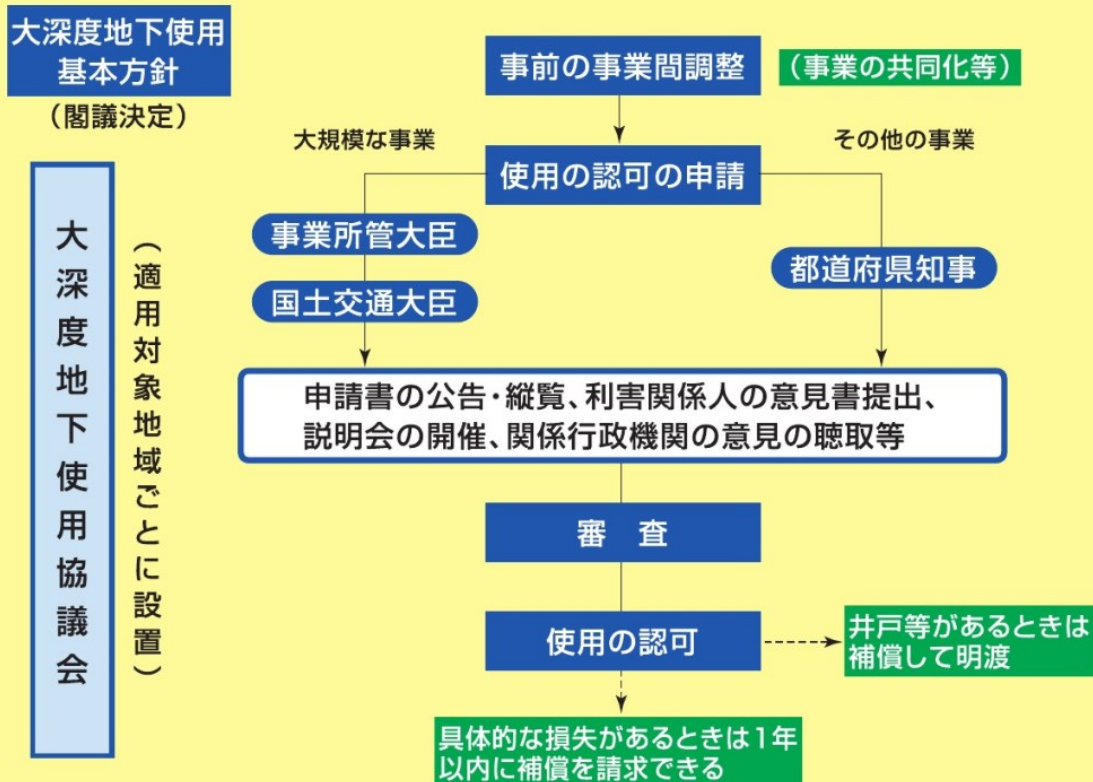 大深度地下使用
基本方針
(閣議決定)
事前の事業間調整
(事業の共同化等)
大規模な事業
その他の事業
使用の認可の申請
事業所管大臣
国土交通大臣
都道府県知事
大深度地下使用協議会
(適用対象地域ごとに設置)
申請書の公告・縦覧、利害関係人の意見書提出、
説明会の開催、関係行政機関の意見の聴取等
審 査
使用の認可
井戸等があるときは
補償して明渡
具体的な損失があるときは1年
以内に補償を請求できる